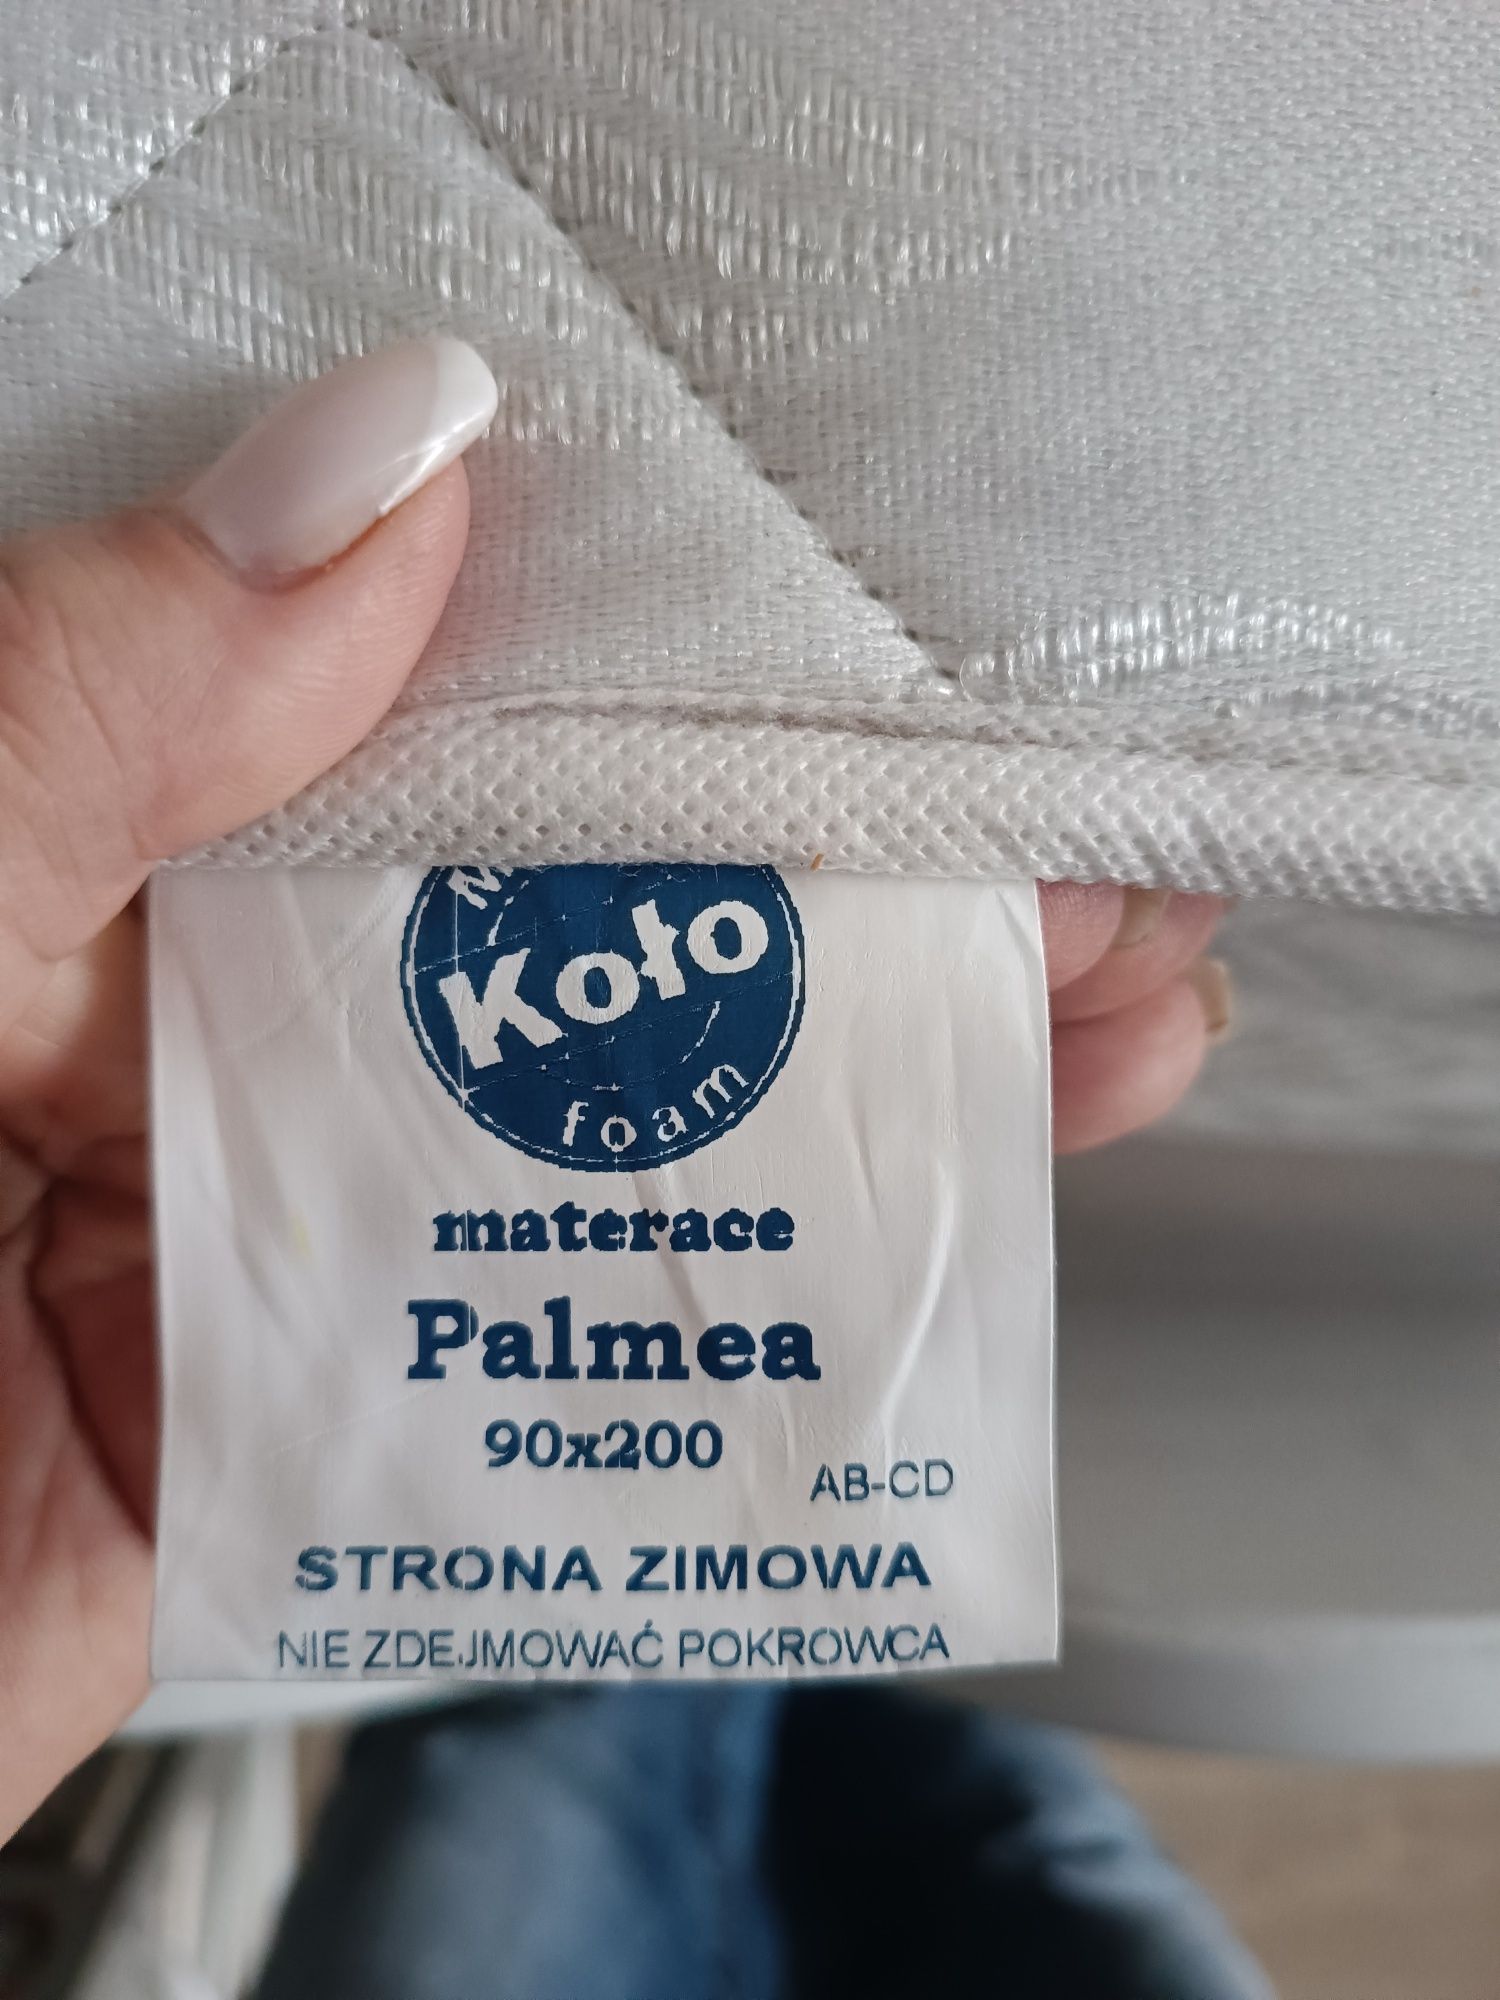 Koło
foam
materace
Palmea
90x200
AB-CD
STRONA ZIMOWA
NIE ZDEJMOWAĆ POKROWCA